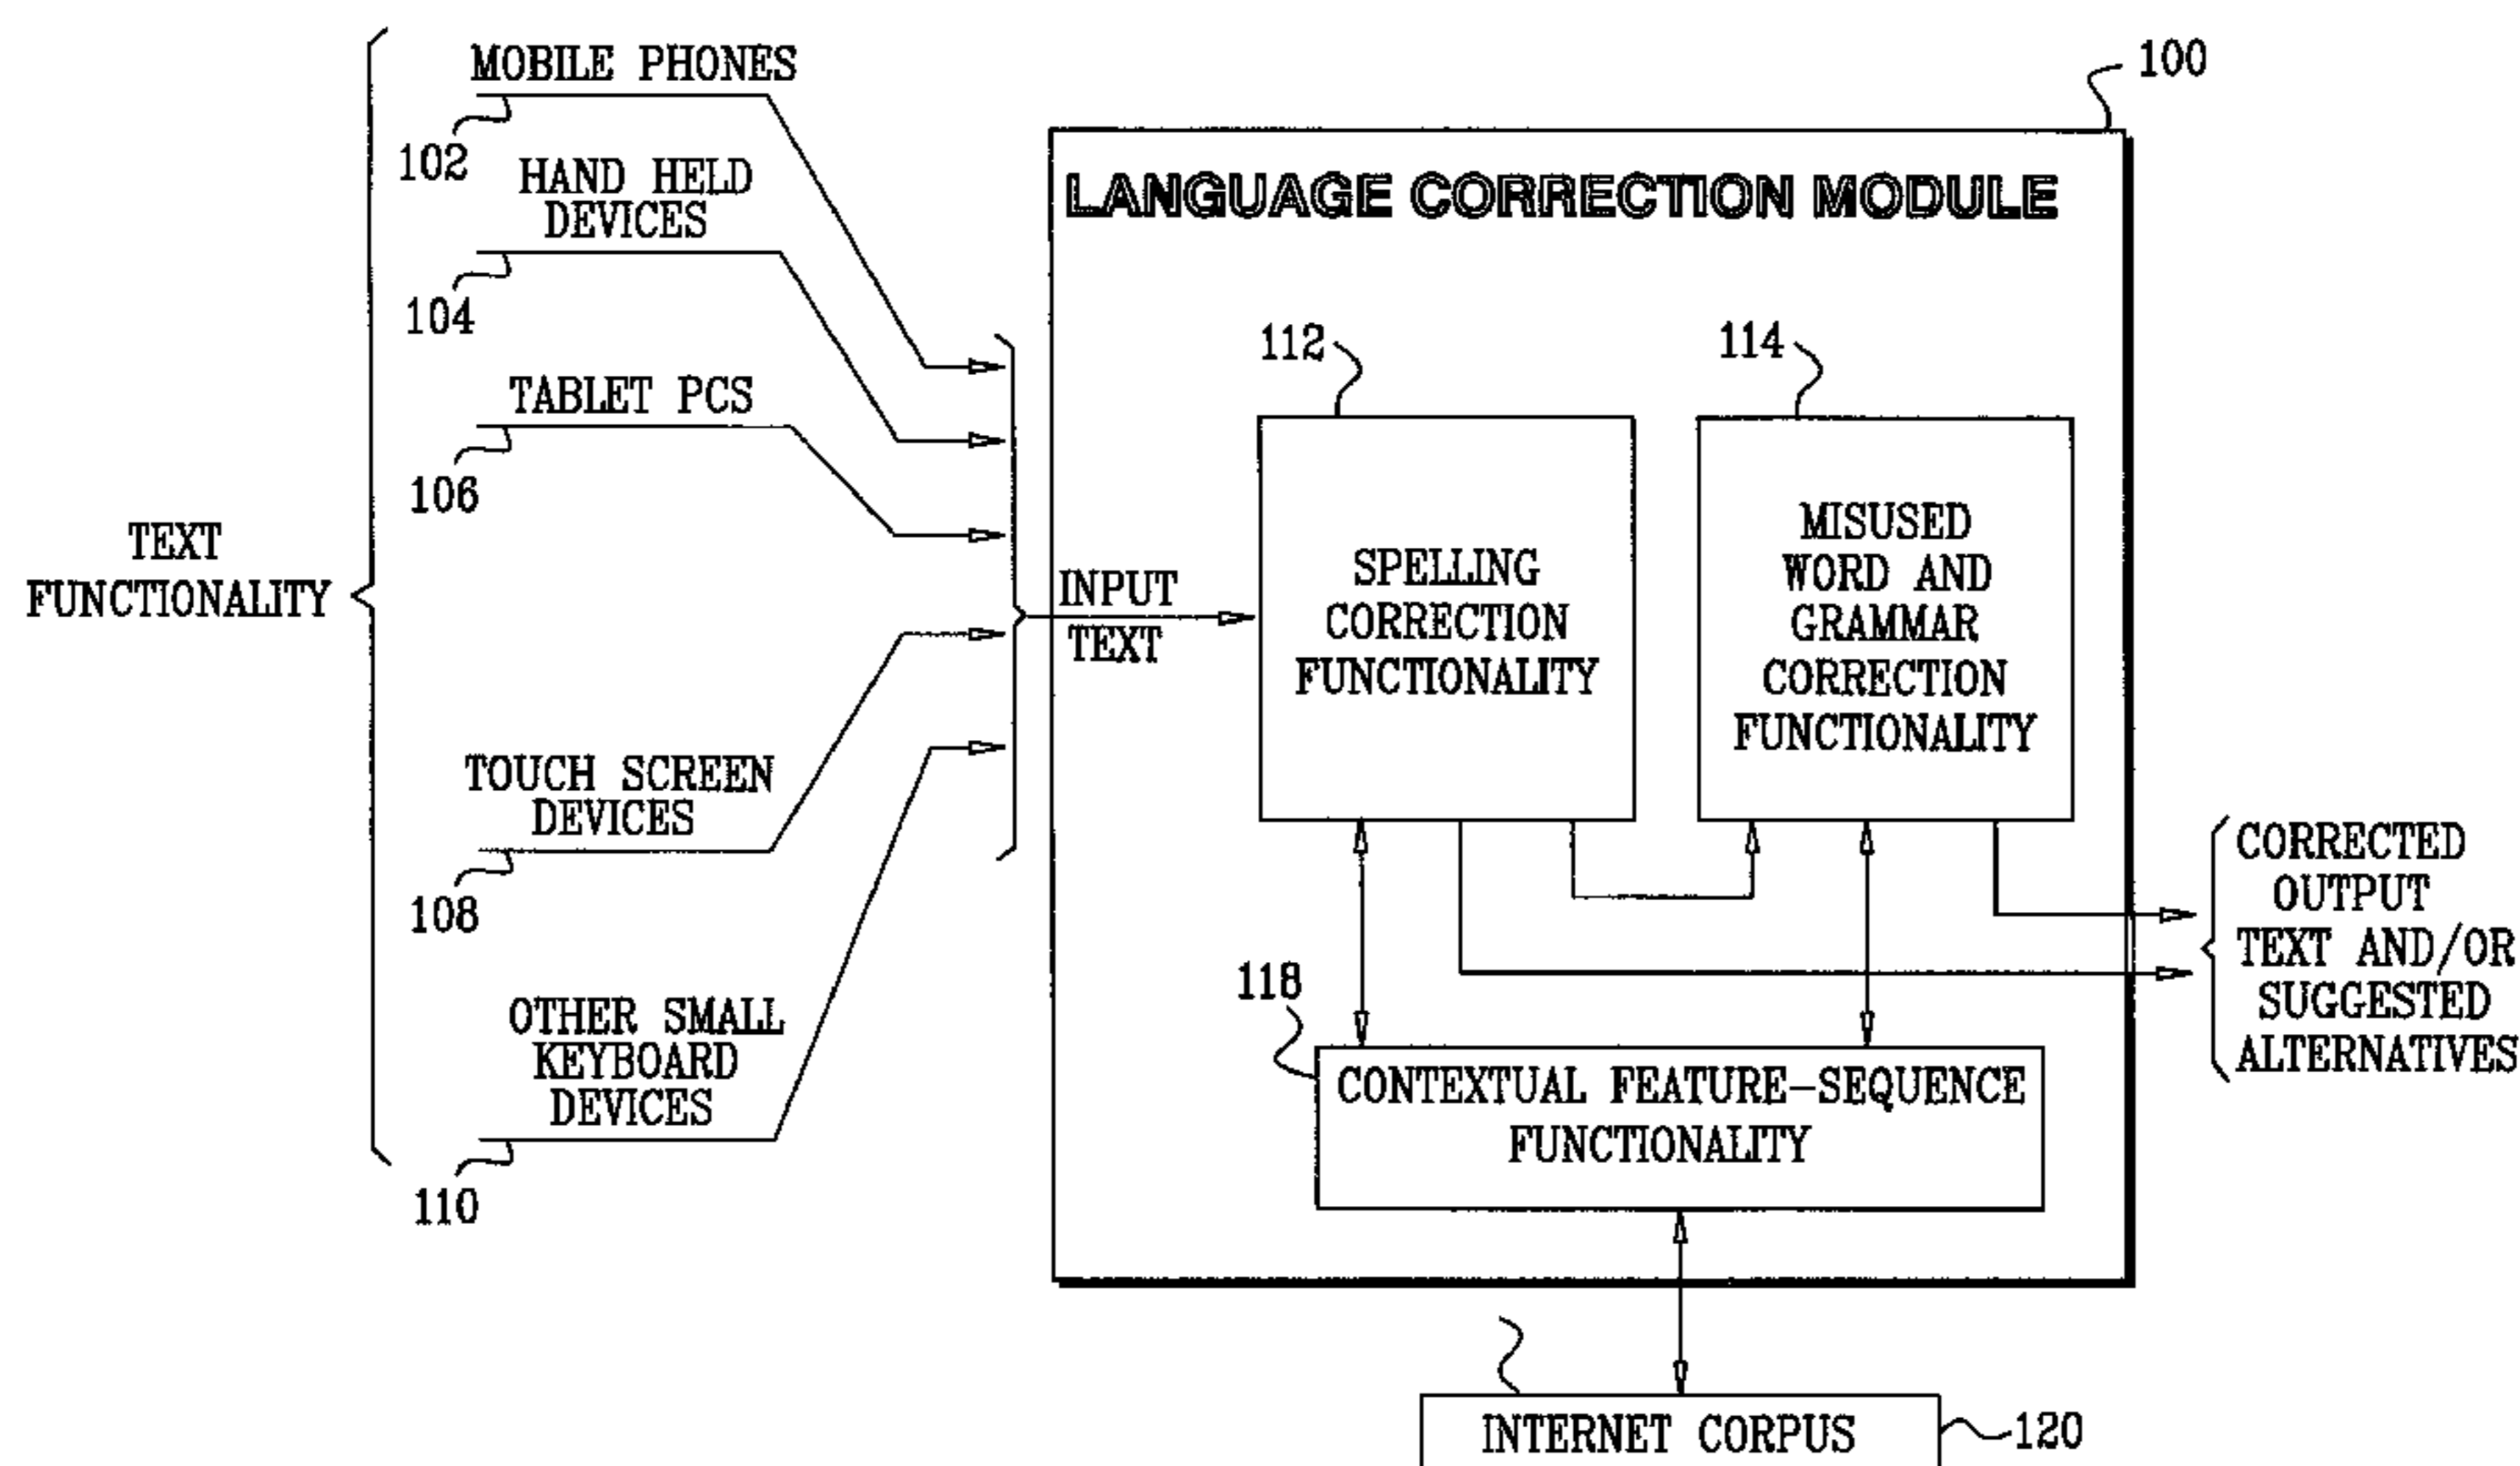 TEXT
FUNCTIONALITY
MOBILE PHONES
102
HAND HELD
DEVICES
104
TABLET PCS
106
TOUCH SCREEN
DEVICES
108
OTHER SMALL
KEYBOARD
DEVICES
110
INPUT
TEXT
100
LANGUAGE CORRECTION MODULE
112
SPELLING
CORRECTION
FUNCTIONALITY
114
MISUSED
WORD AND
GRAMMAR
CORRECTION
FUNCTIONALITY
118
CONTEXTUAL FEATURE-SEQUENCE
FUNCTIONALITY
CORRECTED
OUTPUT
TEXT AND/OR
SUGGESTED
ALTERNATIVES
INTERNET CORPUS
120